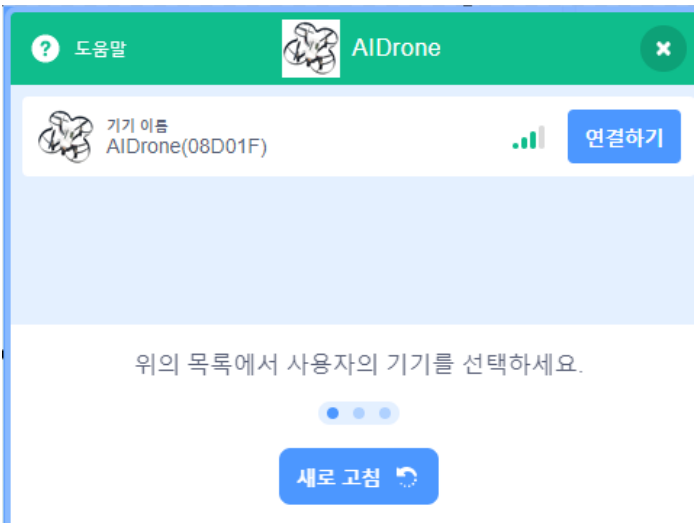 ? 도움말
AIDrone
기기 이름
AIDrone(08D01F)
연결하기
위의 목록에서 사용자의 기기를 선택하세요.
새로 고침